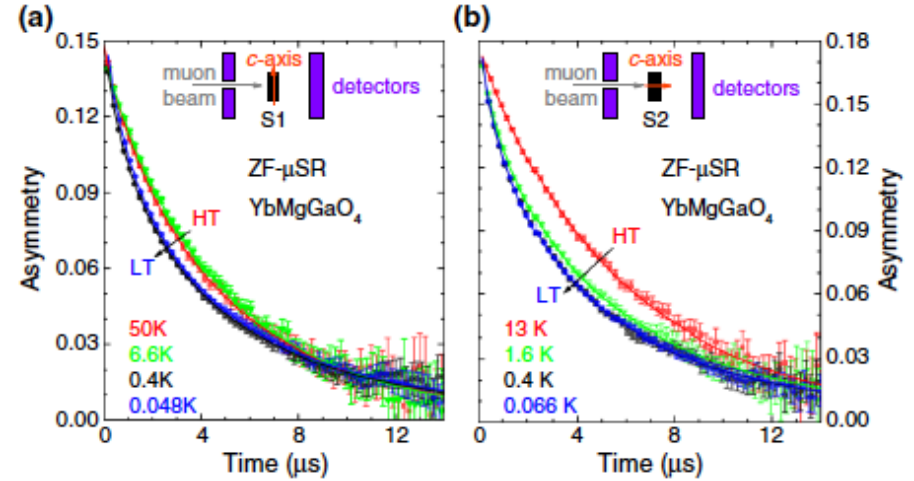 (a)
0.15
0.12
0.09
0.06
0.03
0.00
Asymmetry
c-axis
muon
beam
detectors
S1
ZF-μSR
YbMgGaO₄
HT
LT
50K
6.6K
0.4K
0.048K
0 4 8 12
Time (μs)
(b)
0.18
0.15
0.12
0.09
0.06
0.03
0.00
Asymmetry
c-axis
muon
beam
detectors
S2
ZF-μSR
YbMgGaO₄
HT
LT
13 K
1.6 K
0.4 K
0.066 K
0 4 8 12
Time (μs)